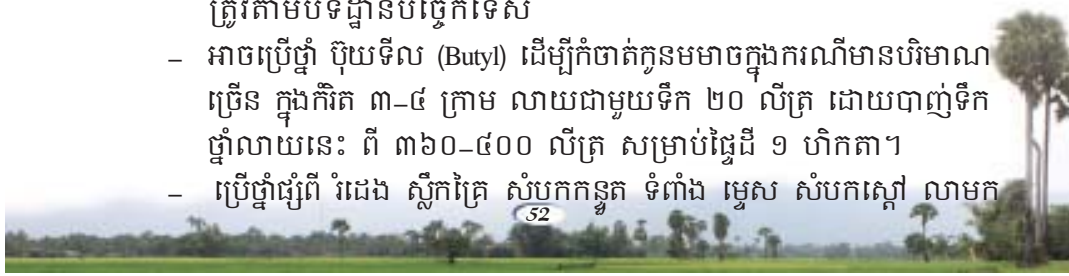 ត្រូវតាមបទដ្ឋានបច្ចេកទេស
– អាចប្រើថ្នាំ ប៊ុយទីល (Butyl) ដើម្បីកំចាត់កូនមមាចក្នុងករណីមានបរិមាណ
ច្រើន ក្នុងកំរិត ៣–៤ ក្រាម លាយជាមួយទឹក ២០ លីត្រ ដោយបាញ់ទឹក
ថ្នាំលាយនេះ ពី ៣៦០–៤០០ លីត្រ សម្រាប់ផ្ទៃដី ១ ហិកតា។
– ប្រើថ្នាំផ្សំពី រំដេង ស្លឹកគ្រៃ សំបកកន្ទួត ទំពាំង ម្ទេស សំបកស្តៅ លាមក
52